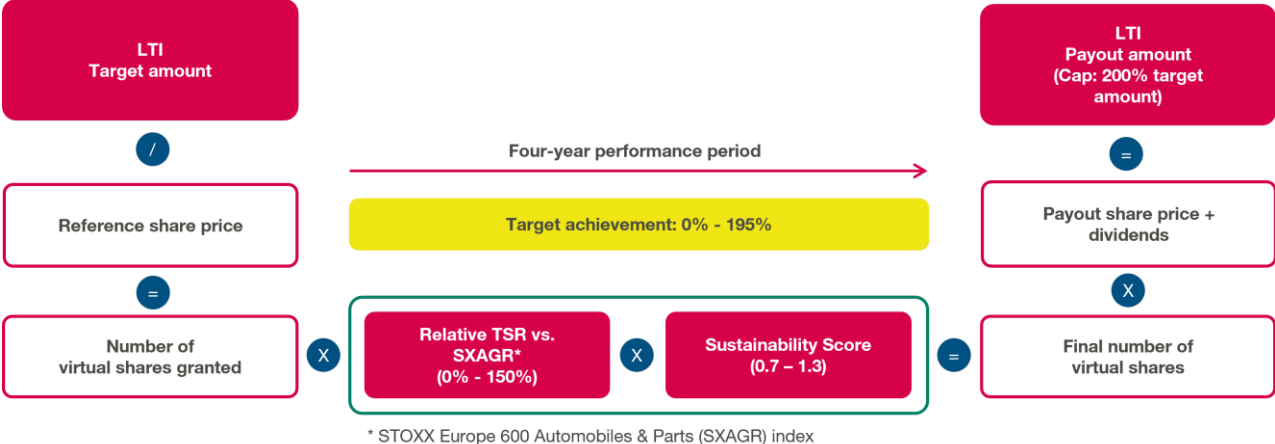 LTI
Target amount
/
Reference share price
=
Number of
virtual shares granted
X
Four-year performance period
Target achievement: 0% - 195%
Relative TSR vs.
SXAGR*
(0% - 150%)
X
Sustainability Score
(0.7 – 1.3)
=
LTI
Payout amount
(Cap: 200% target
amount)
=
Payout share price +
dividends
X
Final number of
virtual shares
* STOXX Europe 600 Automobiles & Parts (SXAGR) index